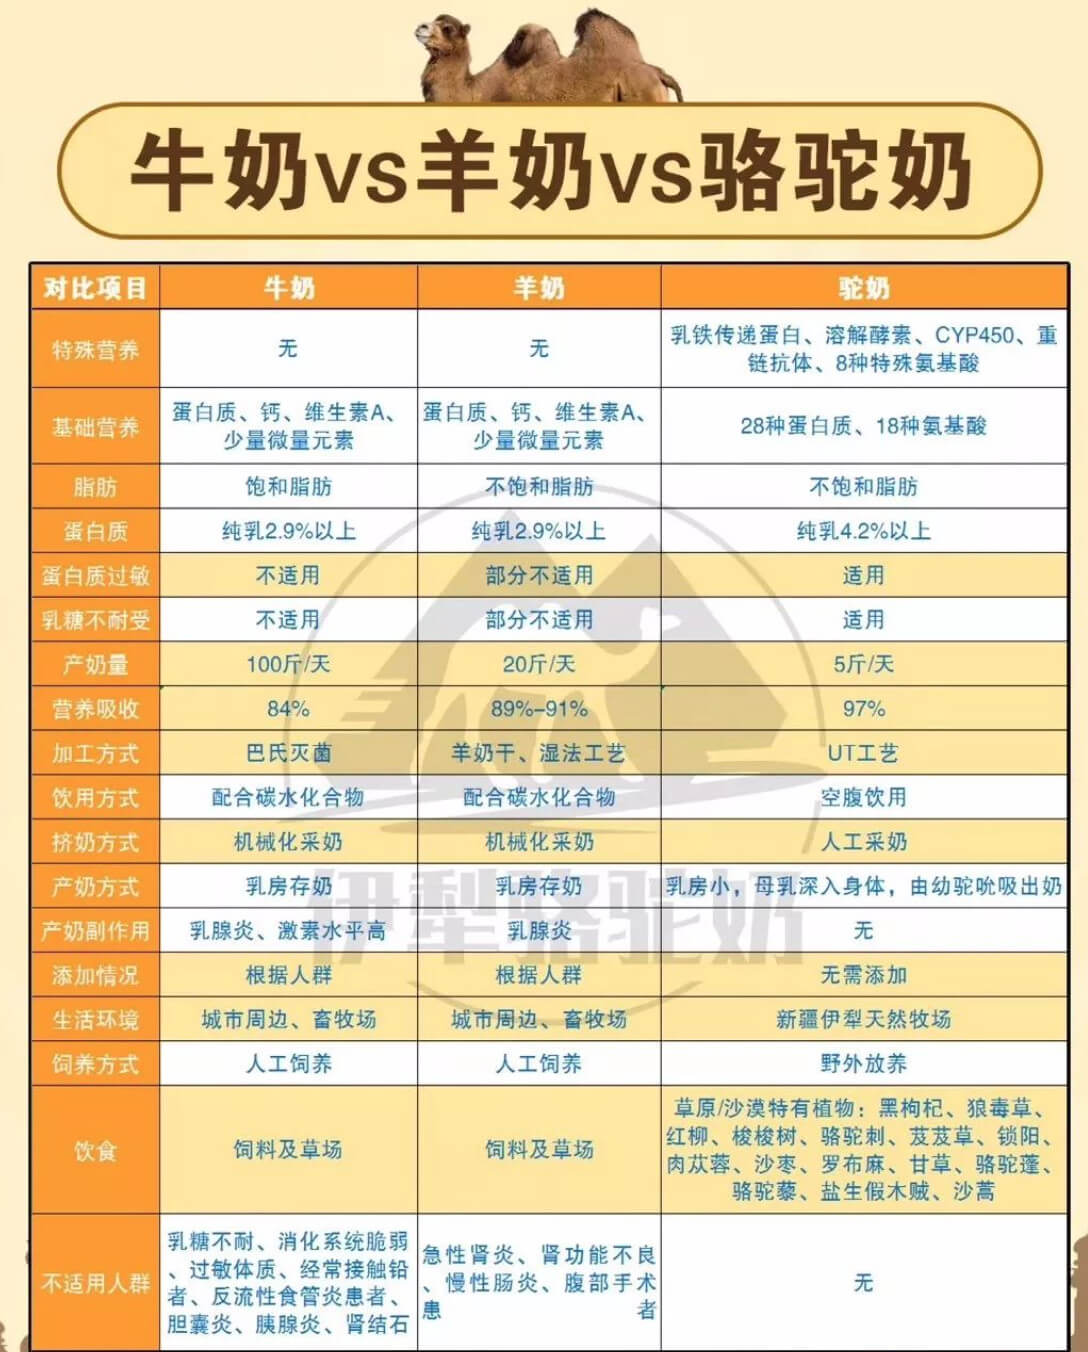 牛奶vs羊奶vs骆驼奶
对比项目 牛奶 羊奶 驼奶
特殊营养 无 无 乳铁传递蛋白、溶解酵素、CYP450、重
链抗体、8种特殊氨基酸
基础营养 蛋白质、钙、维生素A、 蛋白质、钙、维生素A、 28种蛋白质、18种氨基酸
少量微量元素 少量微量元素
脂肪 饱和脂肪 不饱和脂肪 不饱和脂肪
蛋白质 纯乳2.9%以上 纯乳2.9%以上 纯乳4.2%以上
蛋白质过敏 不适用 部分不适用 适用
乳糖不耐受 不适用 部分不适用 适用
产奶量 100斤/天 20斤/天 5斤/天
营养吸收 84% 89%–91% 97%
加工方式 巴氏灭菌 羊奶干、湿法工艺 UT工艺
饮用方式 配合碳水化合物 配合碳水化合物 空腹饮用
挤奶方式 机械化采奶 机械化采奶 人工采奶
产奶方式 乳房存奶 乳房存奶 乳房小，母乳深入身体，由幼驼吮吸出奶
产奶副作用 乳腺炎、激素水平高 乳腺炎 无
添加情况 根据人群 根据人群 无需添加
生活环境 城市周边、畜牧场 城市周边、畜牧场 新疆伊犁天然牧场
饲养方式 人工饲养 人工饲养 野外放养
饮食 饲料及草场 饲料及草场 草原/沙漠特有植物：黑枸杞、狼毒草、
红柳、梭梭树、骆驼刺、芨芨草、锁阳、
肉苁蓉、沙枣、罗布麻、甘草、骆驼蓬、
骆驼藜、盐生假木贼、沙蒿
不适用人群 乳糖不耐、消化系统脆弱 急性肾炎、肾功能不良 无
、过敏体质、经常接触铅 、慢性肠炎、腹部手术
者、反流性食管炎患者、 患者
胆囊炎、胰腺炎、肾结石
伊犁骆驼奶